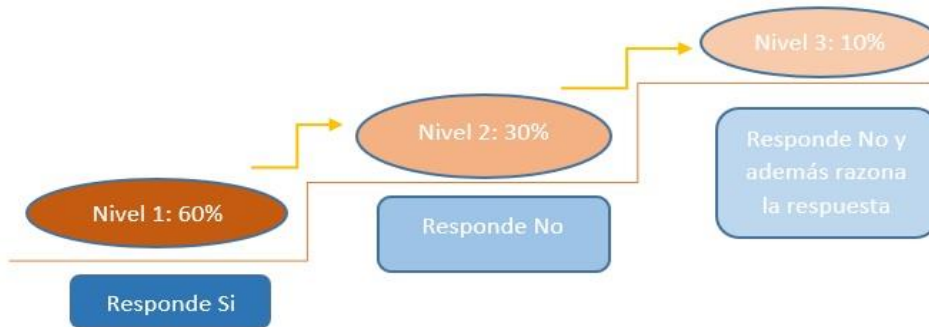 Nivel 3: 10%
Nivel 2: 30%
Responde No y
además razona
la respuesta
Nivel 1: 60%
Responde No
Responde Si